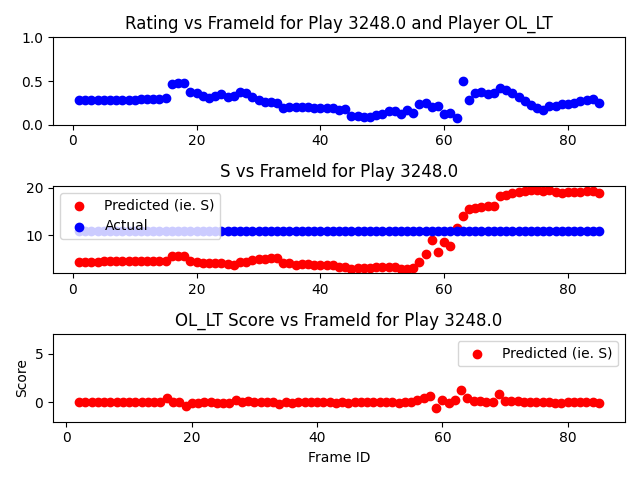 Rating vs FrameId for Play 3248.0 and Player OL_LT
1.0
0.5
0.0
0 20 40 60 80
S vs FrameId for Play 3248.0
20
10
Predicted (ie. S)
Actual
0 20 40 60 80
OL_LT Score vs FrameId for Play 3248.0
Score
5
0
Predicted (ie. S)
0 20 40 60 80
Frame ID